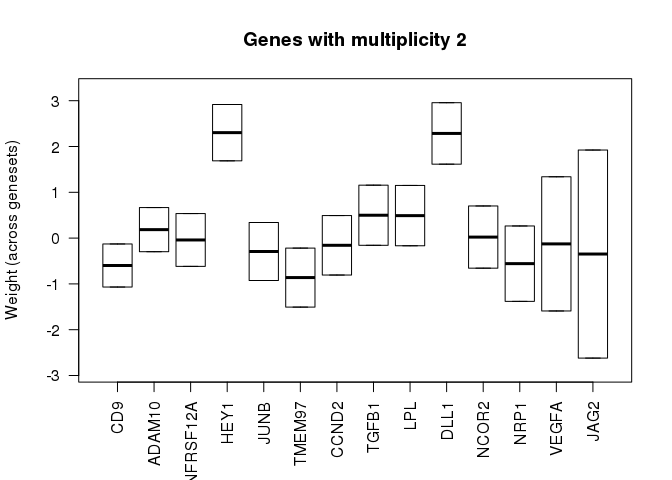 Genes with multiplicity 2
Weight (across genesets)
3
2
1
0
-1
-2
-3
CD9
ADAM10
NFRSF12A
HEY1
JUNB
TMEM97
CCND2
TGFB1
LPL
DLL1
NCOR2
NRP1
VEGFA
JAG2